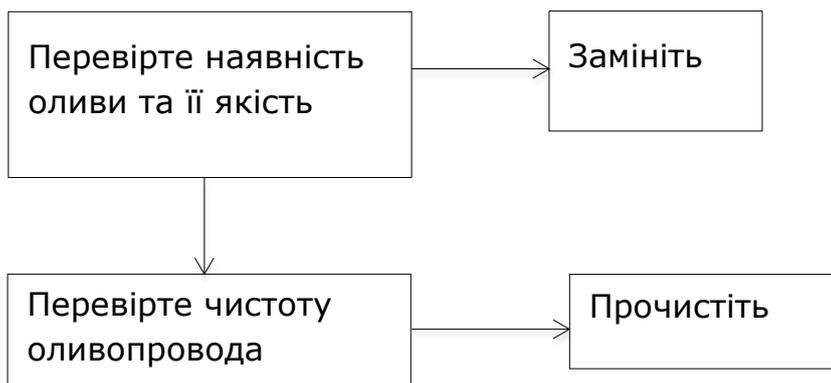 Перевірте наявність
оливи та її якість
Замініть
Перевірте чистоту
оливопровода
Прочистіть